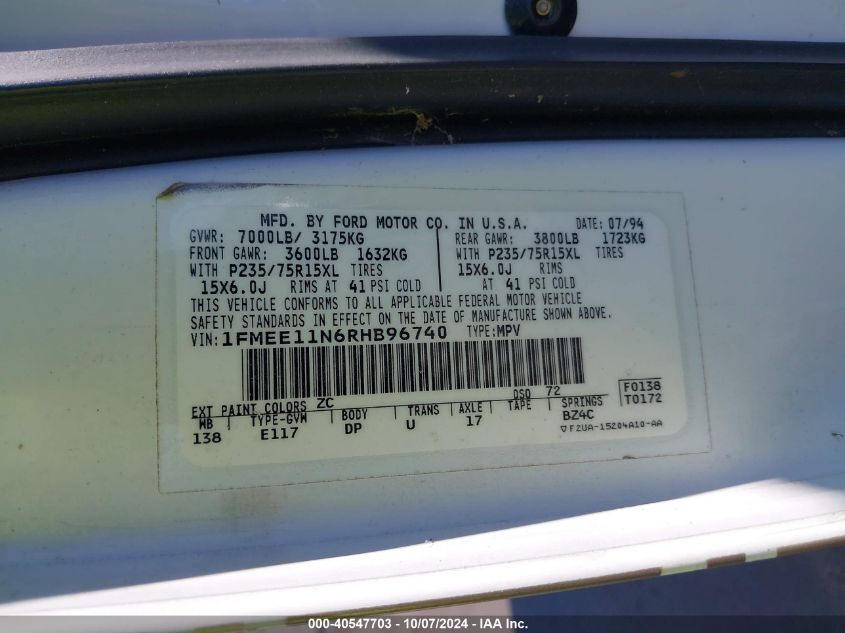 MFD. BY FORD MOTOR CO. IN U.S.A. DATE: 07/94
GVWR: 7000LB/ 3175KG
FRONT GAWR: 3600LB 1632KG
WITH P235/75R15XL TIRES
15X6.0J RIMS AT 41 PSI COLD
REAR GAWR: 3800LB 1723KG
WITH P235/75R15XL TIRES
15X6.0J RIMS
AT 41 PSI COLD
THIS VEHICLE CONFORMS TO ALL APPLICABLE FEDERAL MOTOR VEHICLE
SAFETY STANDARDS IN EFFECT ON THE DATE OF MANUFACTURE SHOWN ABOVE.
VIN: 1FMEE11N6RHB96740 TYPE: MPV
F0138
T0172
EXT PAINT COLORS ZC DSO 72
WB TYPE-GVM BODY TRANS AXLE TAPE SPRINGS
138 E117 DP U 17 BZ4C
▽F2UA-15204A10-AA
000-40547703 - 10/07/2024 - IAA Inc.